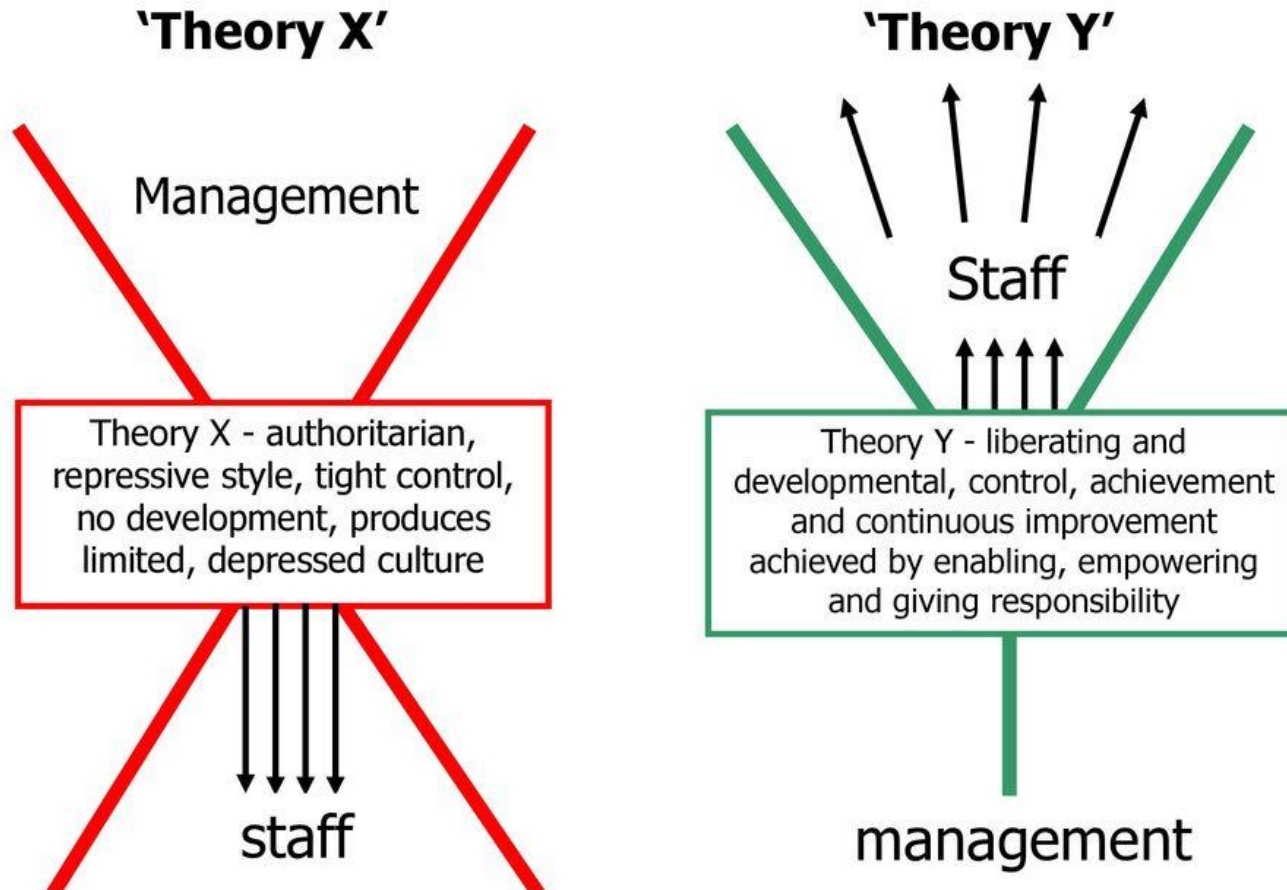 ‘Theory X’
Management
Theory X - authoritarian,
repressive style, tight control,
no development, produces
limited, depressed culture
staff
‘Theory Y’
Staff
Theory Y - liberating and
developmental, control, achievement
and continuous improvement
achieved by enabling, empowering
and giving responsibility
management